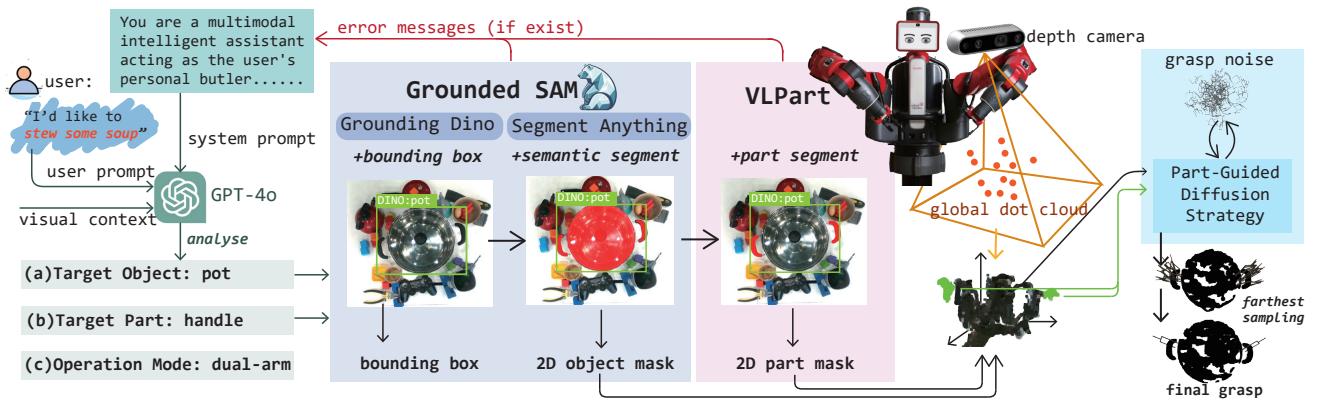 You are a multimodal
intelligent assistant
acting as the user's
personal butler......
error messages (if exist)
user:
“I'd like to
stew some soup”
system prompt
user prompt
visual context
GPT-4o
analyse
(a)Target Object: pot
(b)Target Part: handle
(c)Operation Mode: dual-arm
Grounded SAM
Grounding Dino
Segment Anything
+bounding box
+semantic segment
DINO:pot
DINO:pot
bounding box
2D object mask
VLPart
+part segment
DINO:pot
2D part mask
depth camera
global dot cloud
grasp noise
Part-Guided
Diffusion
Strategy
farthest
sampling
final grasp